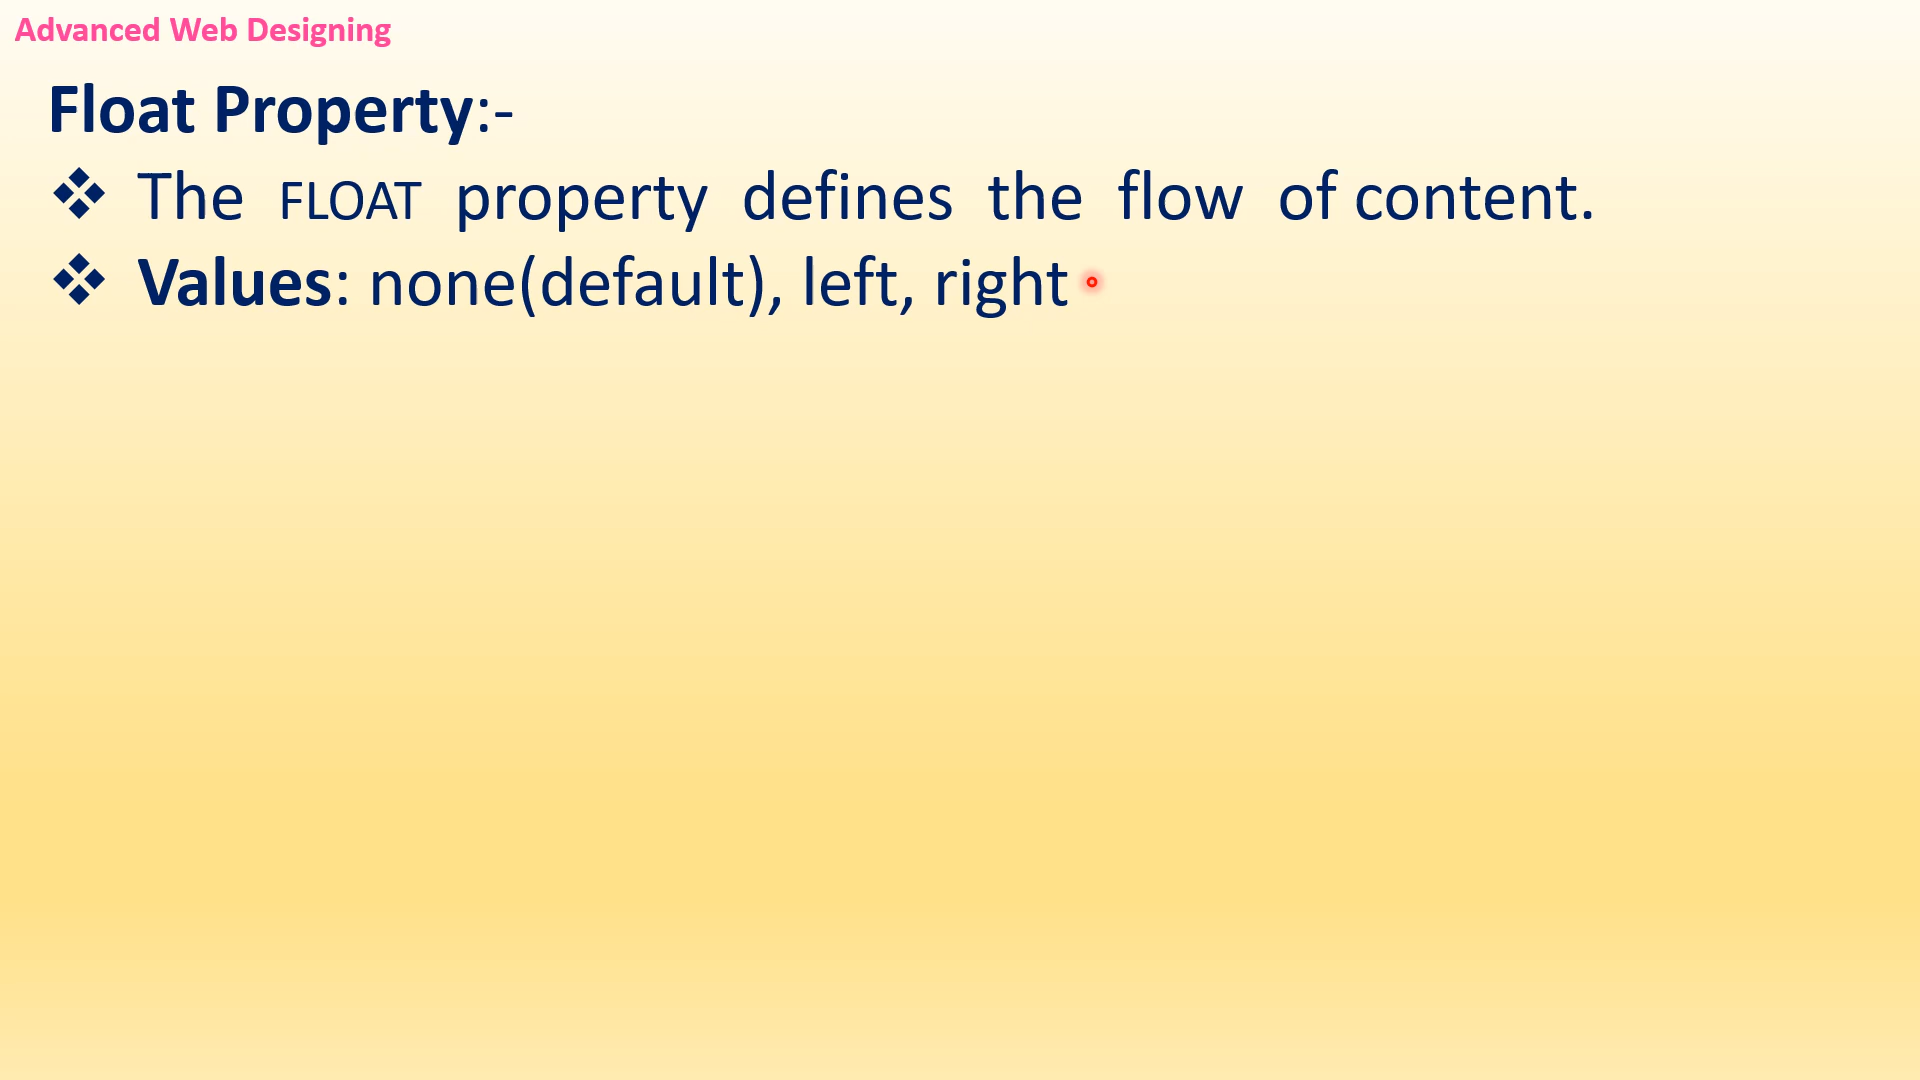 Advanced Web Designing
Float Property:-
❖ The FLOAT property defines the flow of content.
❖ Values: none(default), left, right